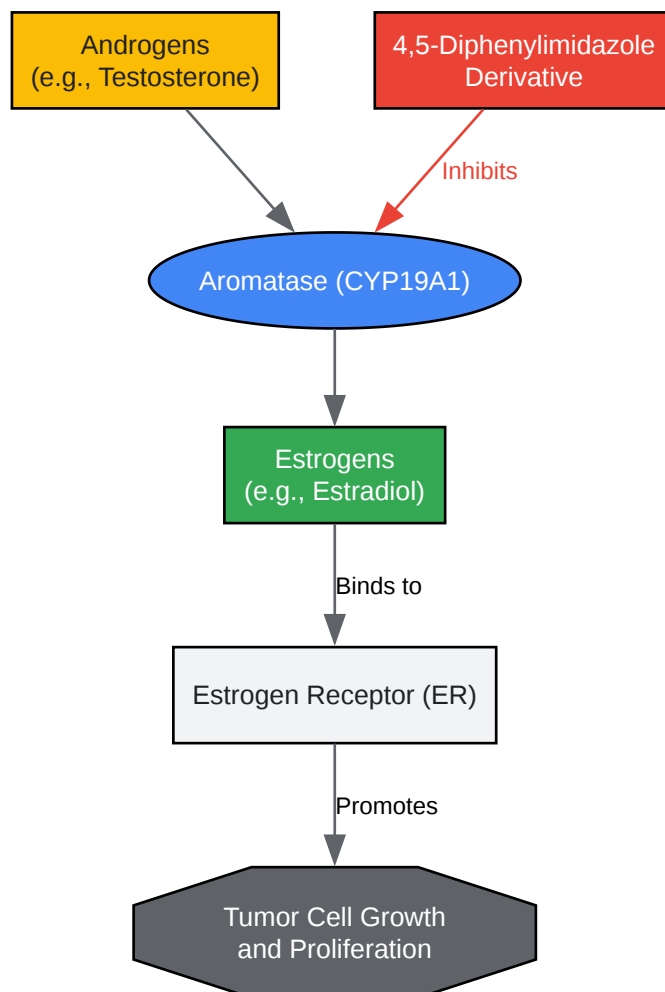 Androgens
(e.g., Testosterone)
4,5-Diphenylimidazole
Derivative
Inhibits
Aromatase (CYP19A1)
Estrogens
(e.g., Estradiol)
Binds to
Estrogen Receptor (ER)
Promotes
Tumor Cell Growth
and Proliferation